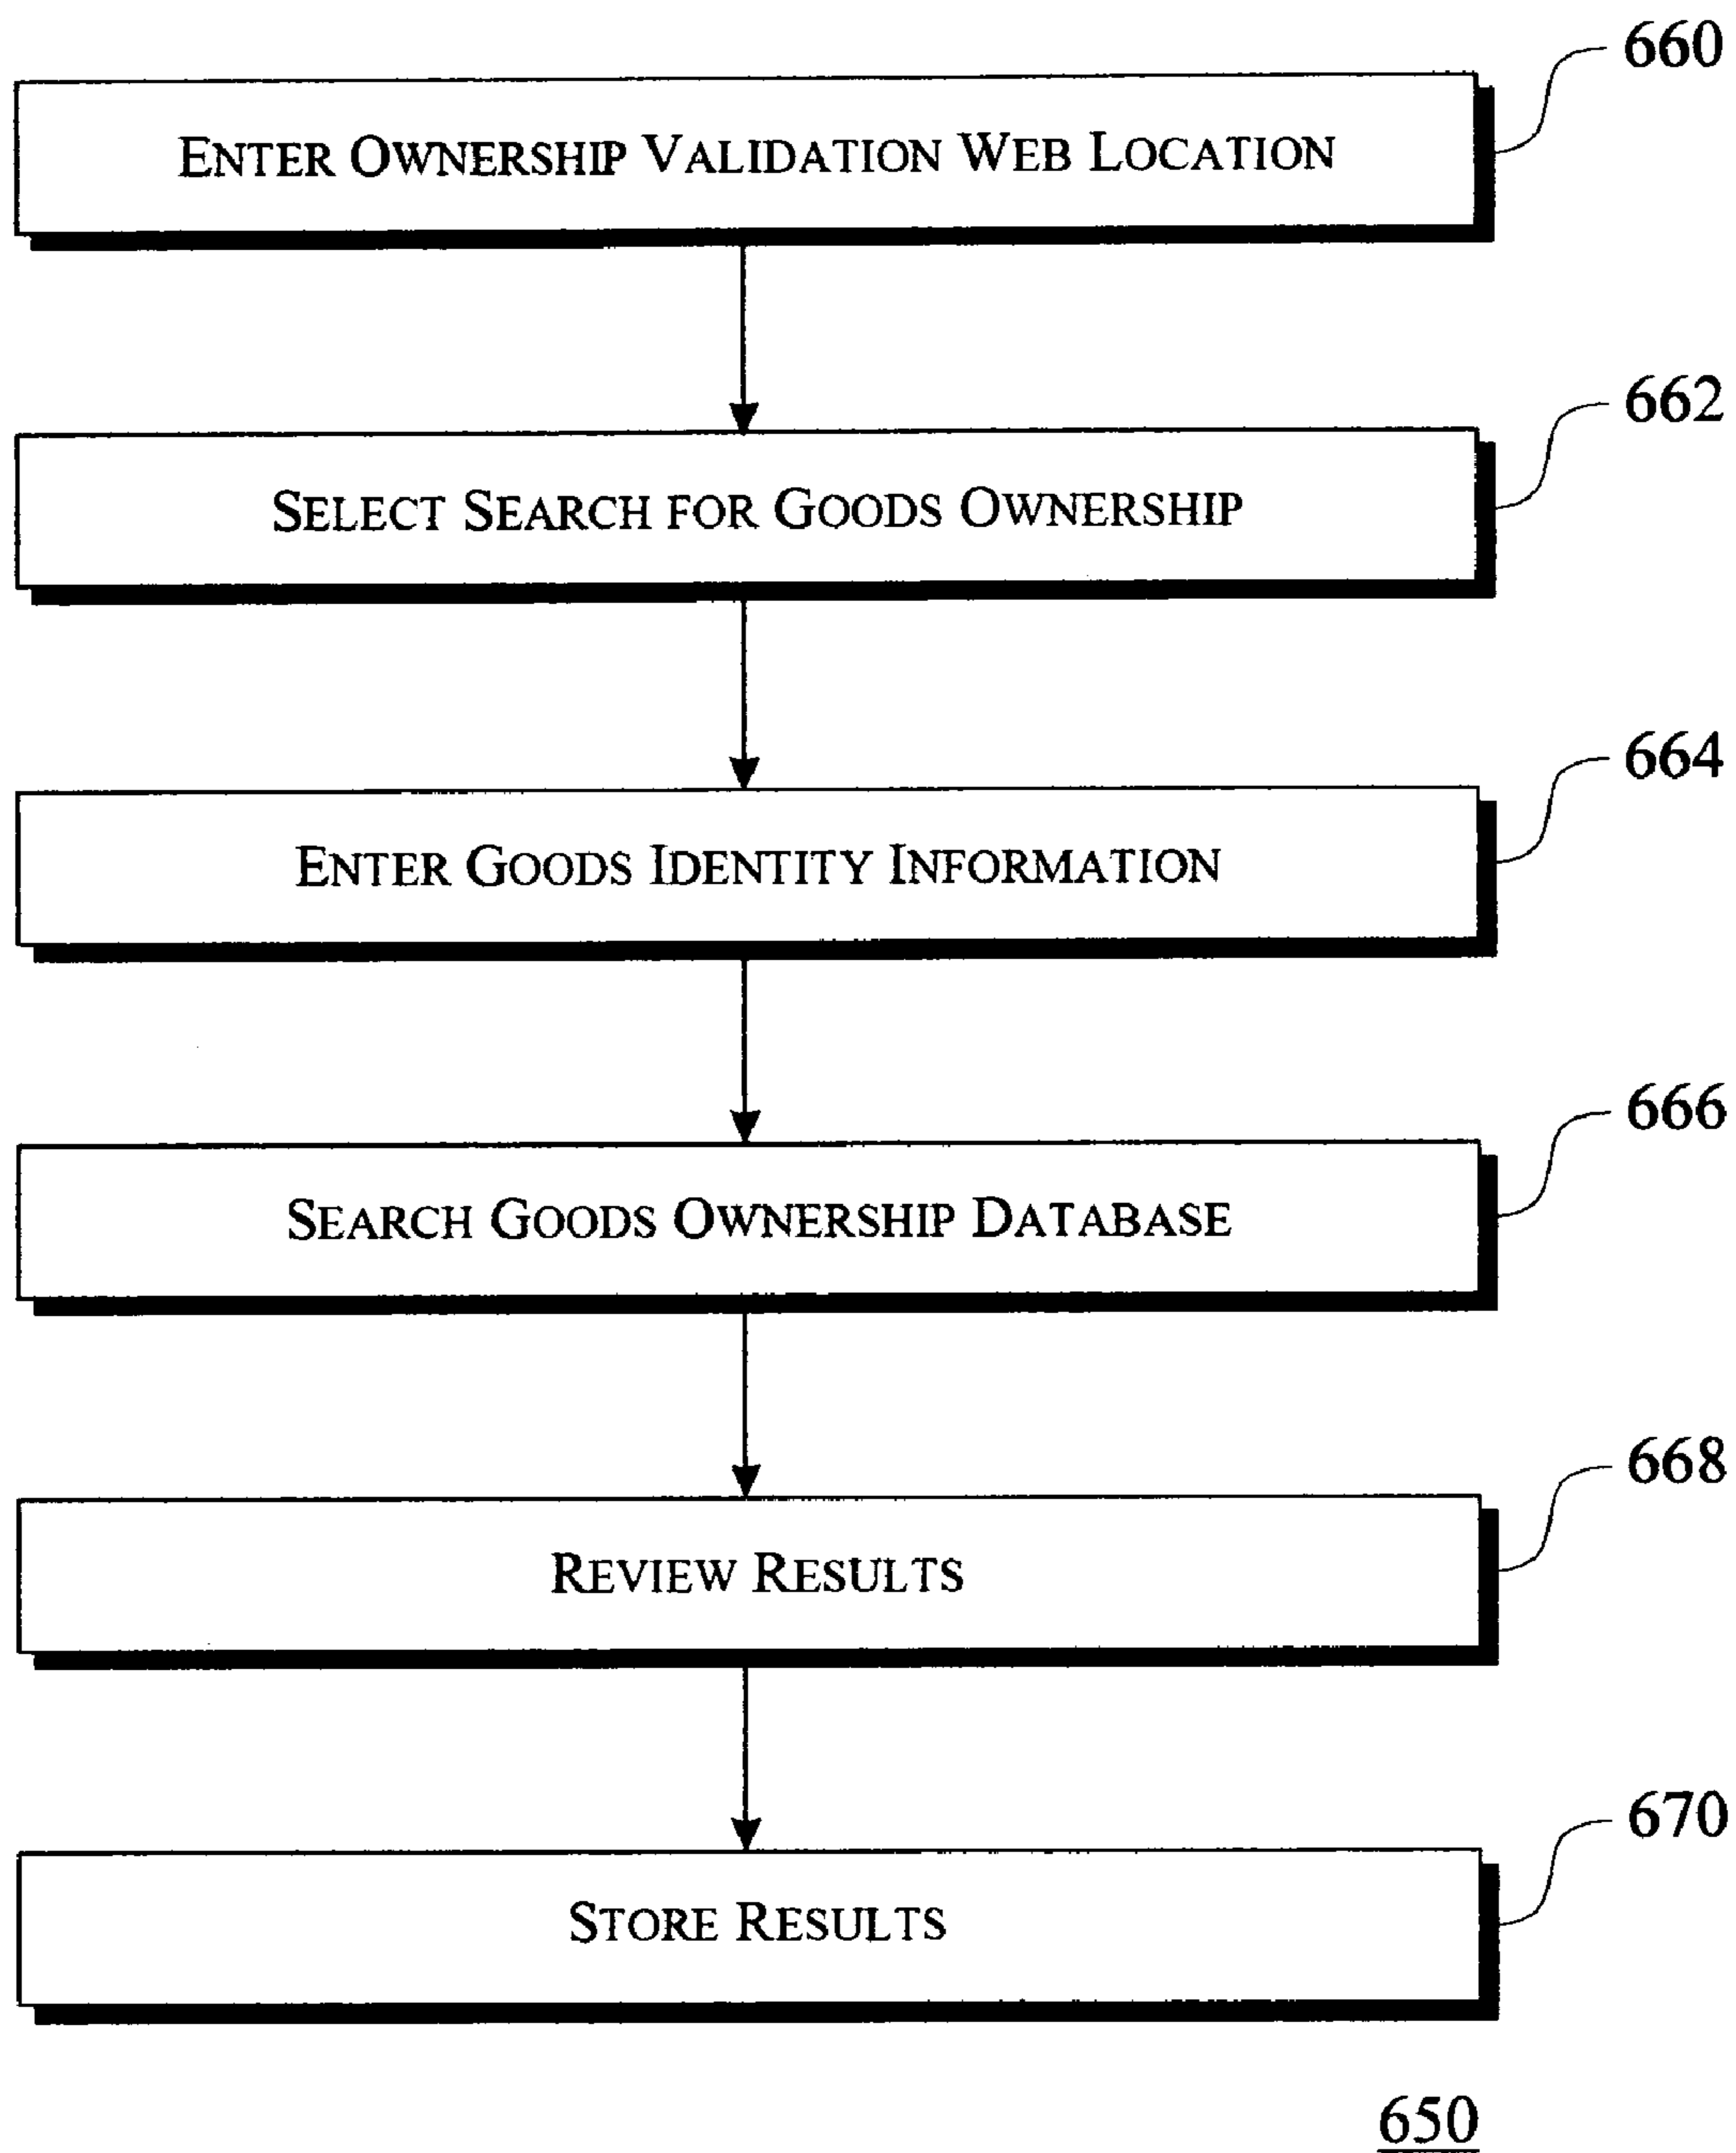 660
ENTER OWNERSHIP VALIDATION WEB LOCATION
662
SELECT SEARCH FOR GOODS OWNERSHIP
664
ENTER GOODS IDENTITY INFORMATION
666
SEARCH GOODS OWNERSHIP DATABASE
668
REVIEW RESULTS
670
STORE RESULTS
650